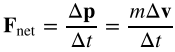 F_net = Δp/Δt = mΔv/Δt